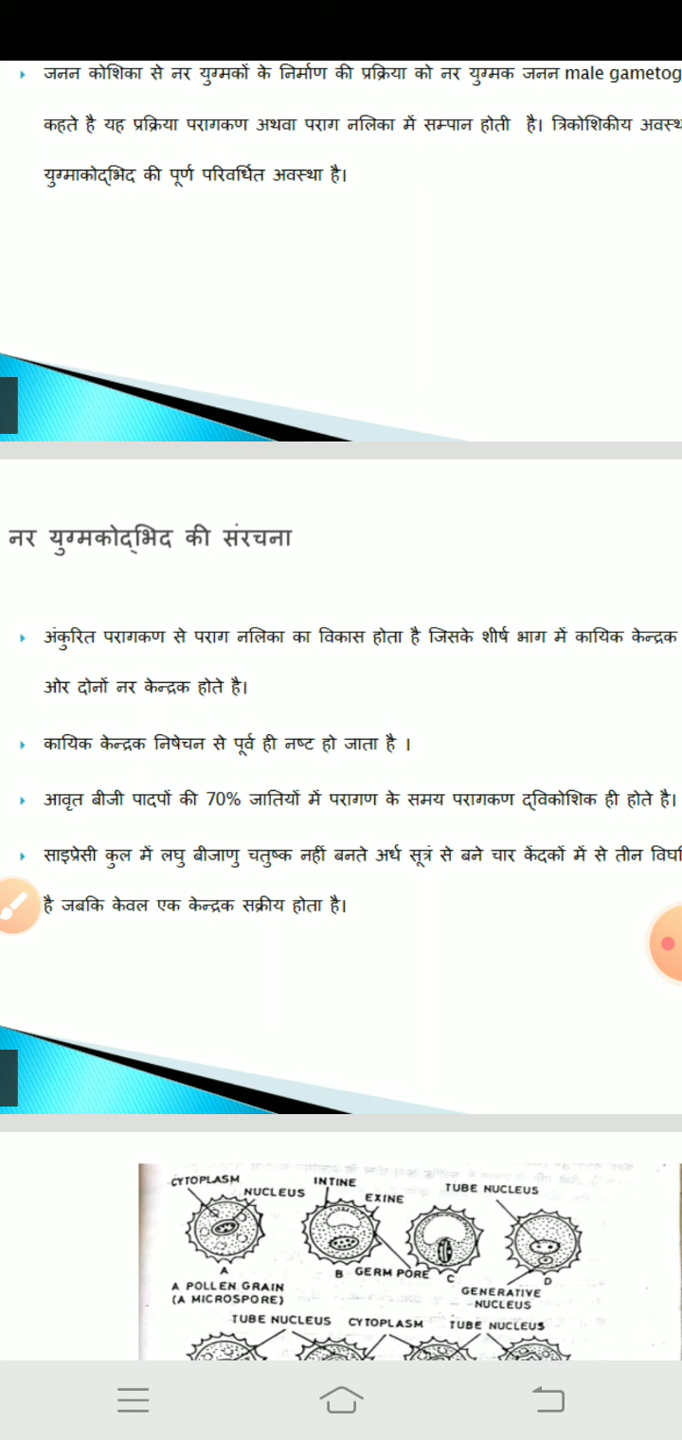 जनन कोशिका से नर युग्मकों के निर्माण की प्रक्रिया को नर युग्मक जनन male gametog
कहते है यह प्रक्रिया परागकण अथवा पराग नलिका में सम्पान होती है। त्रिकोशिकीय
युग्माकोद्भिद की पूर्ण परिवर्धित अवस्था है।
नर युग्मकोद्भिद की संरचना
अंकुरित परागकण से पराग नलिका का विकास होता है जिसके शीर्ष भाग में कायिक केन्द्रक
ओर दोनों नर केन्द्रक होते है।
कायिक केन्द्रक निषेचन से पूर्व ही नष्ट हो जाता है ।
आवृत बीजी पादपों की 70% जातियों में परागण के समय परागकण द्विकोशिक ही होते है।
साइप्रेसी कुल में लघु बीजाणु चतुष्क नहीं बनते अर्ध सूत्रं से बने चार केंदकों में से तीन
है जबकि केवल एक केन्द्रक सक्रीय होता है।
CYTOPLASM INTINE
NUCLEUS EXINE TUBE NUCLEUS
A B GERM PORE C D
A POLLEN GRAIN GENERATIVE
(A MICROSPORE) NUCLEUS
TUBE NUCLEUS CYTOPLASM TUBE NUCLEUS